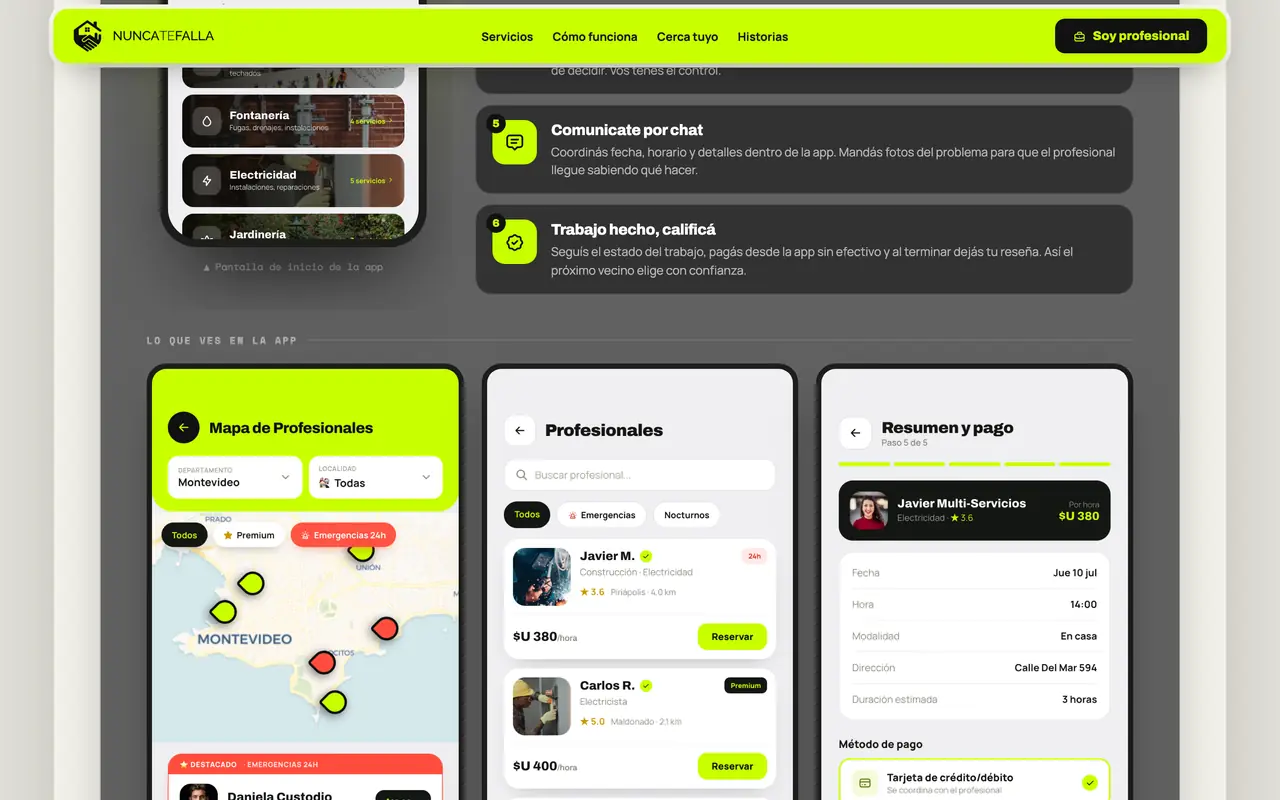 NUNCATEFALLA
Servicios
Cómo funciona
Cerca tuyo
Historias
Soy profesional
techados
Fontanería
Fugas, drenajes, instalaciones
4 servicios
Electricidad
Instalaciones, reparaciones
5 servicios
Jardinería
▲ Pantalla de inicio de la app
de decidir. Vos tenés el control.
5
Comunicate por chat
Coordinás fecha, horario y detalles dentro de la app. Mandás fotos del problema para que el profesional
llegue sabiendo qué hacer.
6
Trabajo hecho, calificá
Seguís el estado del trabajo, pagás desde la app sin efectivo y al terminar dejás tu reseña. Así el
próximo vecino elige con confianza.
LO QUE VES EN LA APP
Mapa de Profesionales
DEPARTAMENTO
Montevideo
LOCALIDAD
Todas
PRADO
Todos
Premium
Emergencias 24h
UNIÓN
MONTEVIDEO
OCITOS
DESTACADO · EMERGENCIAS 24H
Daniela Custodio
Profesionales
Buscar profesional...
Todos
Emergencias
Nocturnos
Javier M.
24h
Construcción · Electricidad
★ 3.6 Piriápolis · 4.0 km
$U 380/hora
Reservar
Carlos R.
Premium
Electricista
★ 5.0 Maldonado · 2.1 km
$U 400/hora
Reservar
Resumen y pago
Paso 5 de 5
Javier Multi-Servicios
Electricidad · ★ 3.6
Por hora
$U 380
Fecha
Jue 10 jul
Hora
14:00
Modalidad
En casa
Dirección
Calle Del Mar 594
Duración estimada
3 horas
Método de pago
Tarjeta de crédito/débito
Se coordina con el profesional